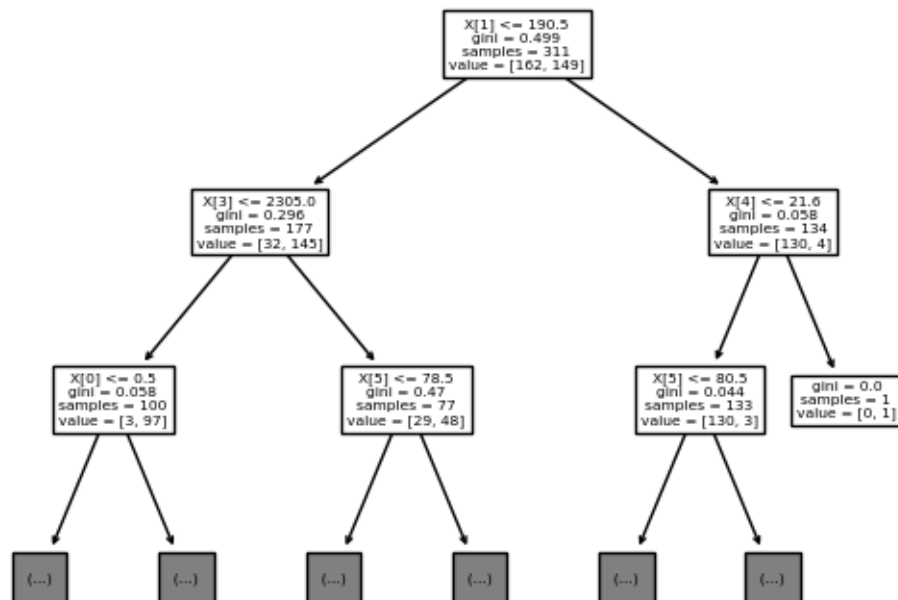 X[1] <= 190.5
gini = 0.499
samples = 311
value = [162, 149]
X[3] <= 2305.0
gini = 0.296
samples = 177
value = [32, 145]
X[4] <= 21.6
gini = 0.058
samples = 134
value = [130, 4]
X[0] <= 0.5
gini = 0.058
samples = 100
value = [3, 97]
X[5] <= 78.5
gini = 0.47
samples = 77
value = [29, 48]
X[5] <= 80.5
gini = 0.044
samples = 133
value = [130, 3]
gini = 0.0
samples = 1
value = [0, 1]
(...)
(...)
(...)
(...)
(...)
(...)